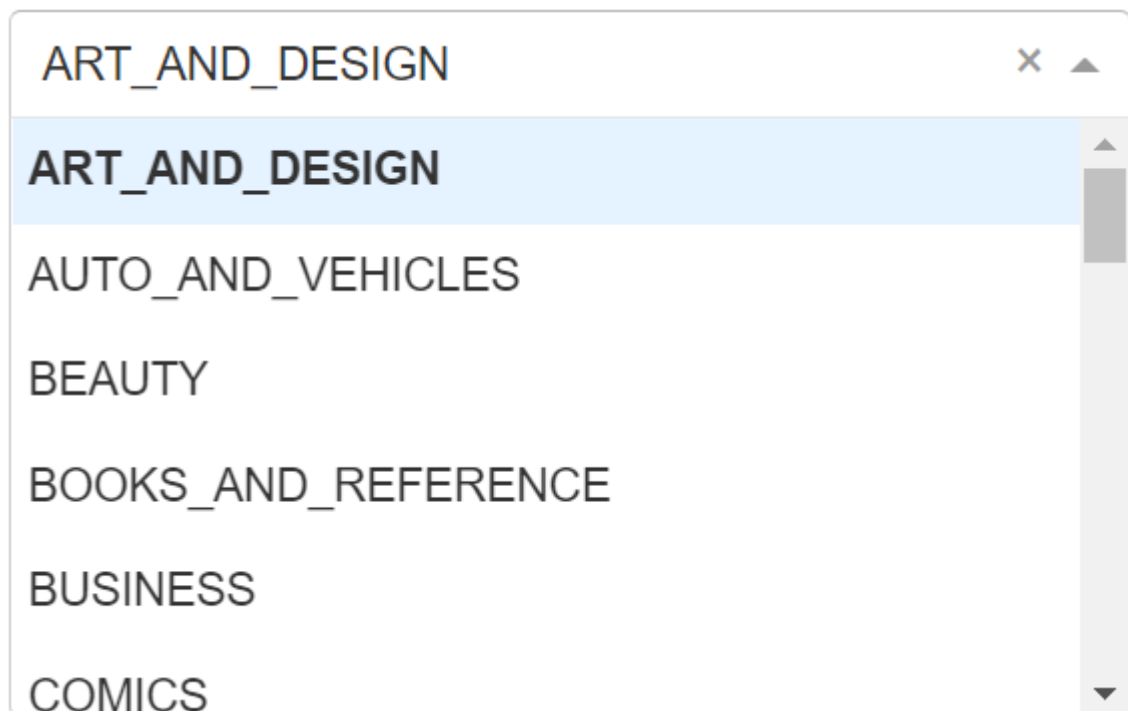 ART_AND_DESIGN
ART_AND_DESIGN
AUTO_AND_VEHICLES
BEAUTY
BOOKS_AND_REFERENCE
BUSINESS
COMICS